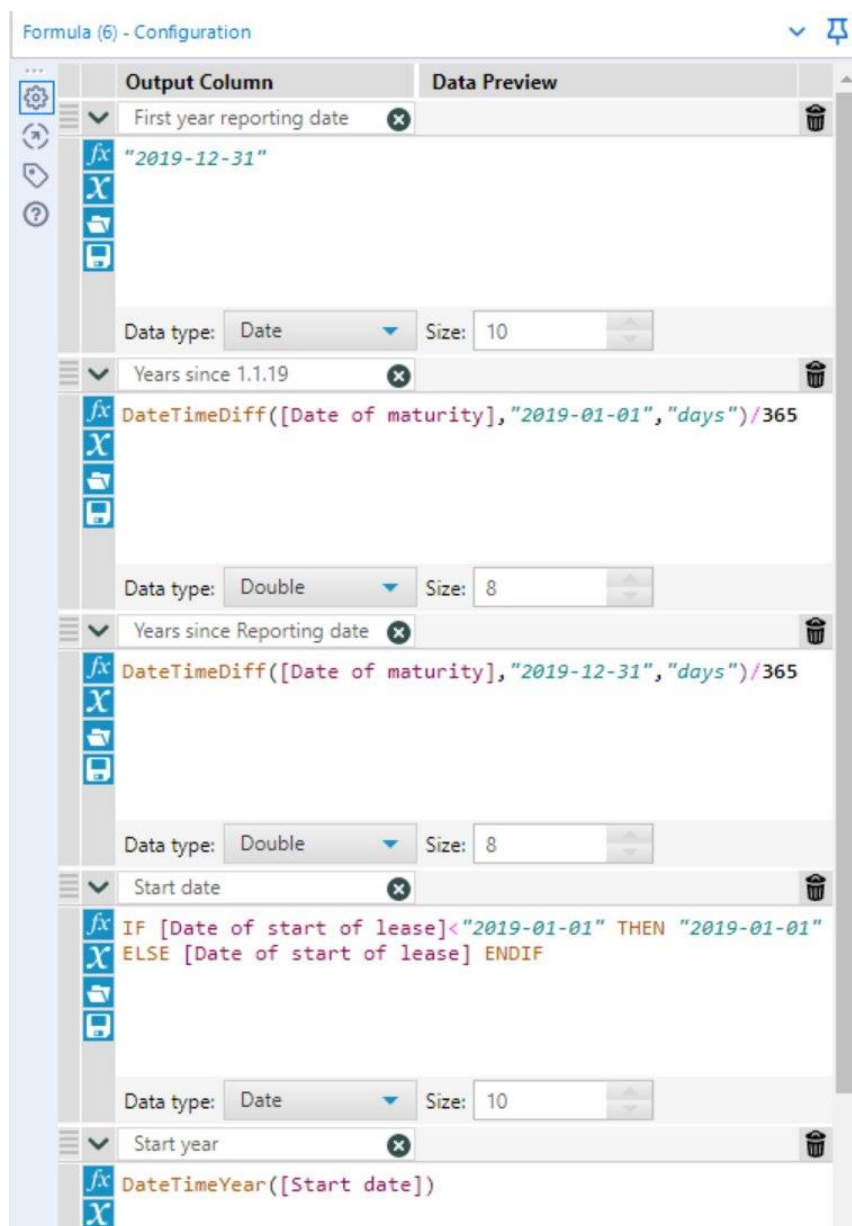 Formula (6) - Configuration
Output Column Data Preview
First year reporting date
"2019-12-31"
Data type: Date Size: 10
Years since 1.1.19
DateTimeDiff([Date of maturity],"2019-01-01","days")/365
Data type: Double Size: 8
Years since Reporting date
DateTimeDiff([Date of maturity],"2019-12-31","days")/365
Data type: Double Size: 8
Start date
IF [Date of start of lease]<"2019-01-01" THEN "2019-01-01"
ELSE [Date of start of lease] ENDIF
Data type: Date Size: 10
Start year
DateTimeYear([Start date])